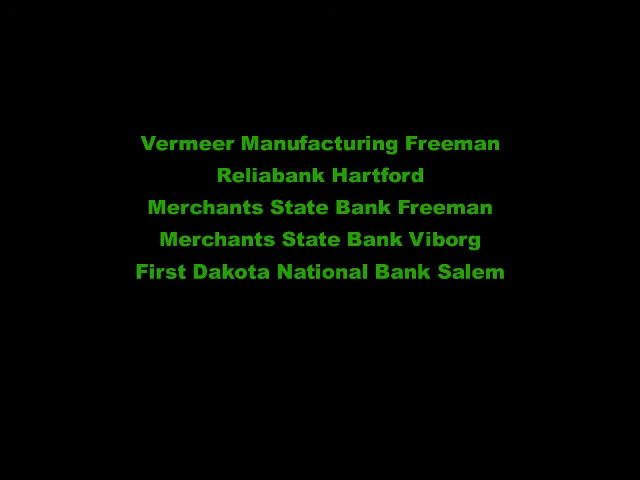 Vermeer Manufacturing Freeman
Reliabank Hartford
Merchants State Bank Freeman
Merchants State Bank Viborg
First Dakota National Bank Salem